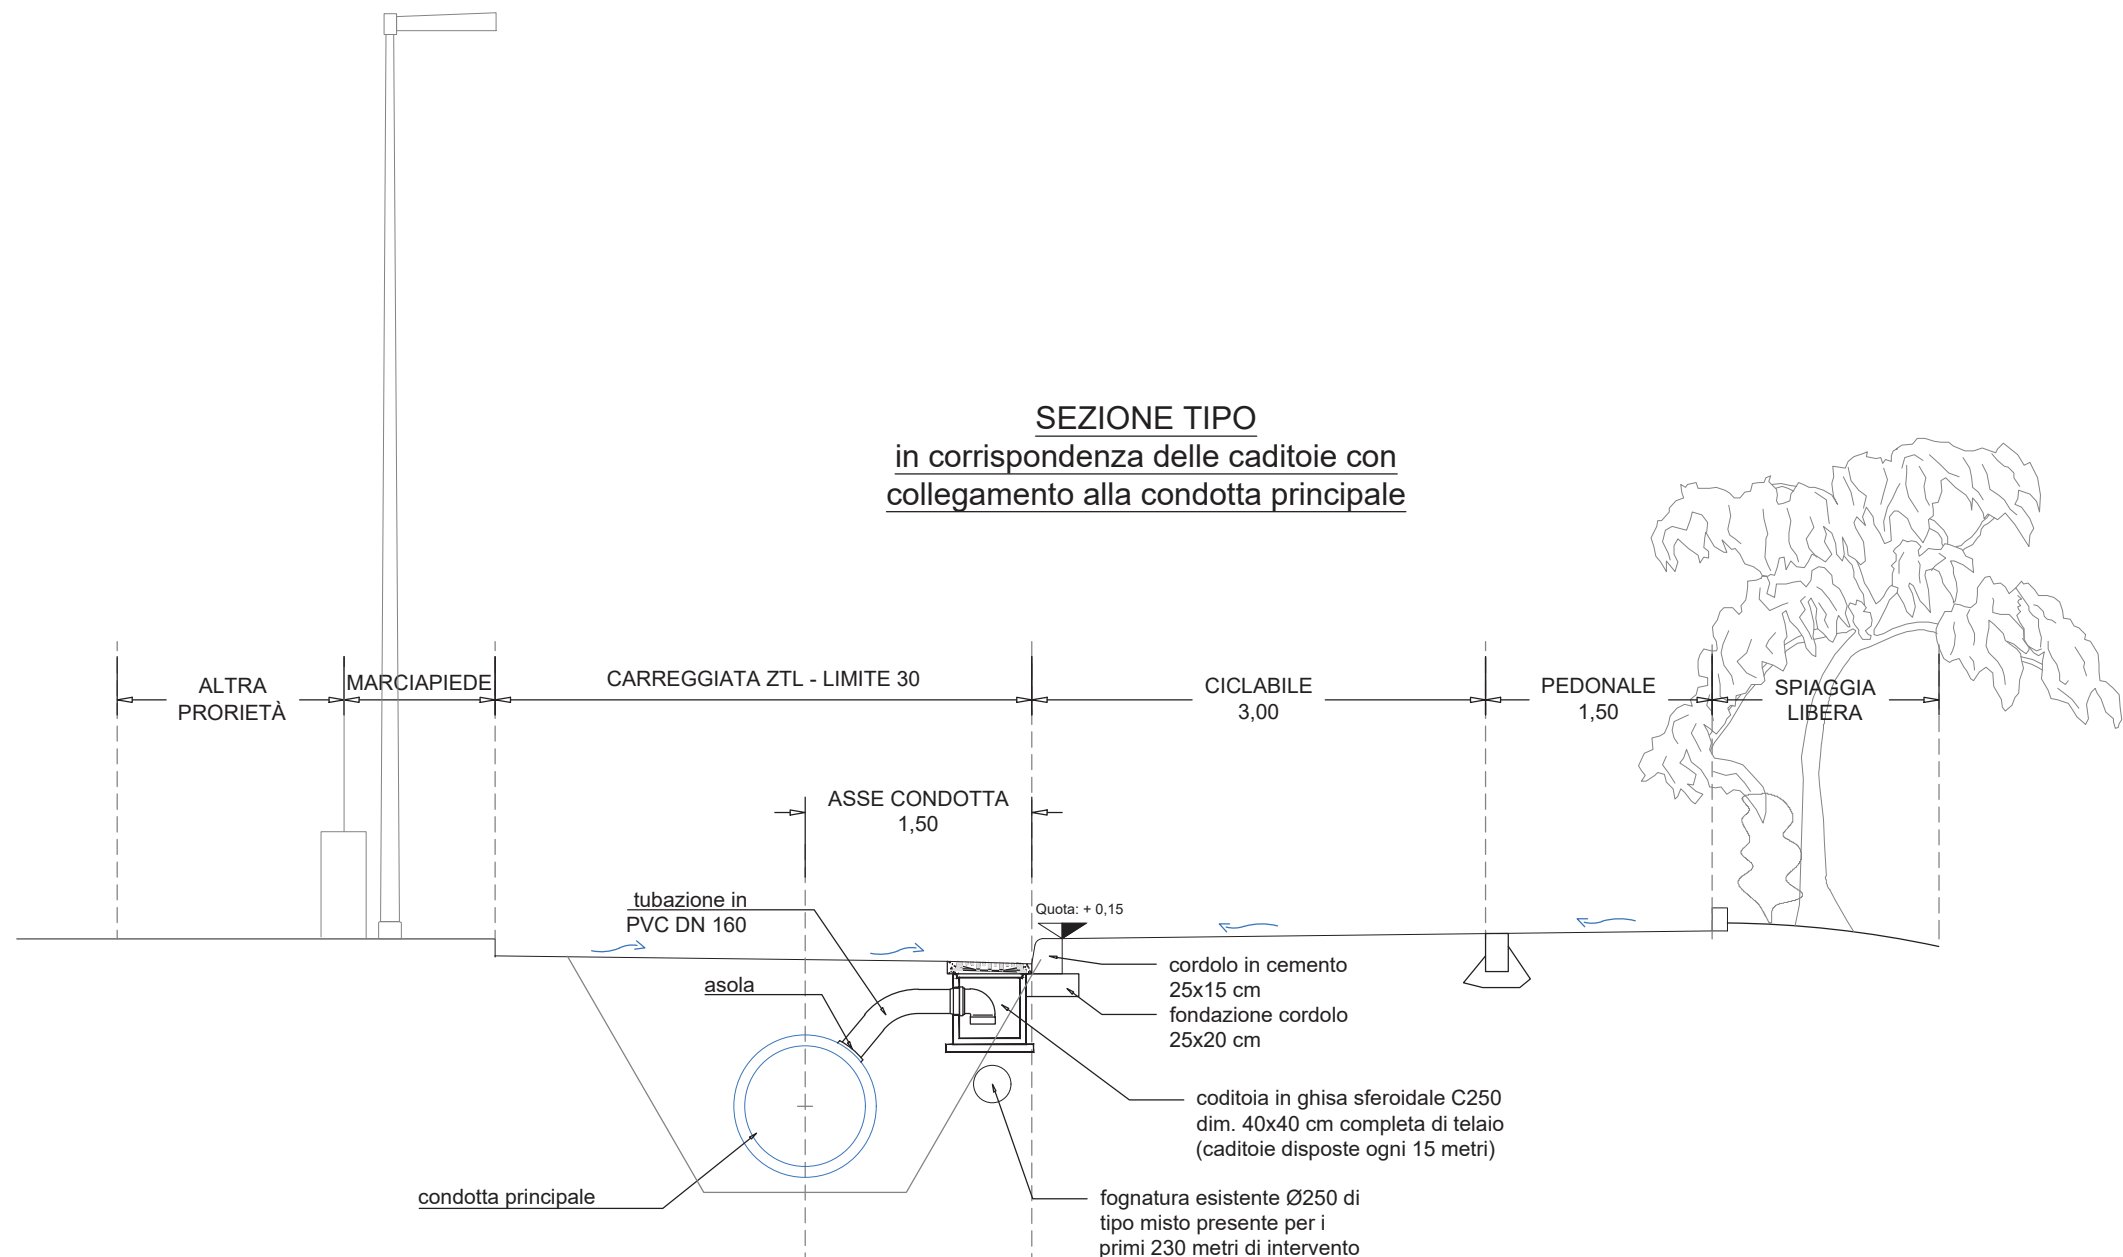 SEZIONE TIPO
in corrispondenza delle caditoie con
collegamento alla condotta principale
ALTRA
PRORIETÀ
MARCIAPIEDE
CARREGGIATA ZTL - LIMITE 30
CICLABILE
3,00
PEDONALE
1,50
SPIAGGIA
LIBERA
ASSE CONDOTTA
1,50
tubazione in
PVC DN 160
Quota: + 0,15
asola
cordolo in cemento
25x15 cm
fondazione cordolo
25x20 cm
coditoia in ghisa sferoidale C250
dim. 40x40 cm completa di telaio
(caditoie disposte ogni 15 metri)
condotta principale
fognatura esistente Ø250 di
tipo misto presente per i
primi 230 metri di intervento